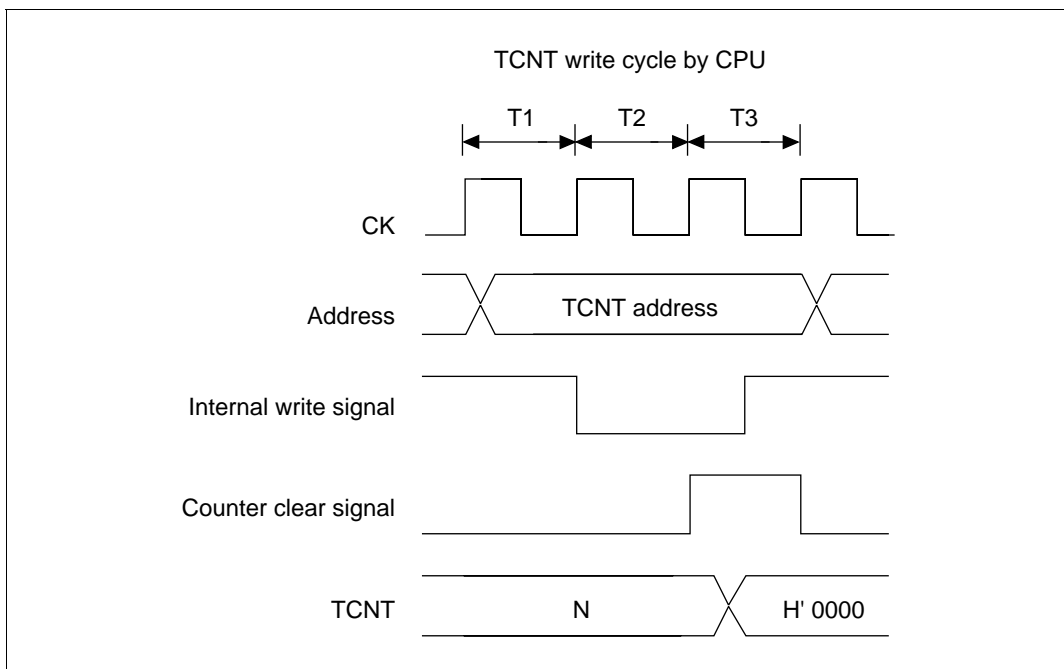 TCNT write cycle by CPU
T1 T2 T3
CK
Address TCNT address
Internal write signal
Counter clear signal
TCNT N H' 0000